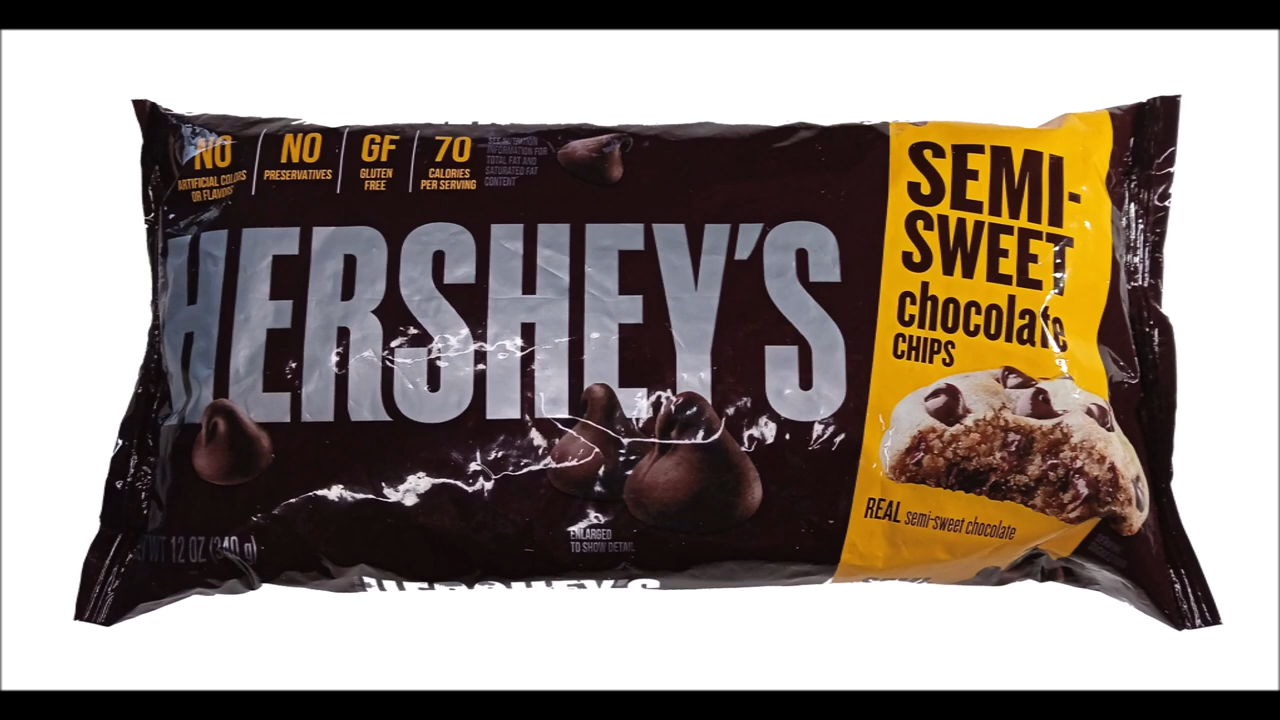 NO
ARTIFICIAL COLORS
OR FLAVORS
NO
PRESERVATIVES
GF
GLUTEN
FREE
70
CALORIES
PER SERVING
SEE NUTRITION
INFORMATION FOR
TOTAL FAT AND
SATURATED FAT
CONTENT
HERSHEY'S
SEMI-
SWEET
chocolate
CHIPS
REAL semi-sweet chocolate
ENLARGED
TO SHOW DETAIL
WT 12 OZ (340 g)
HERSHEY'S